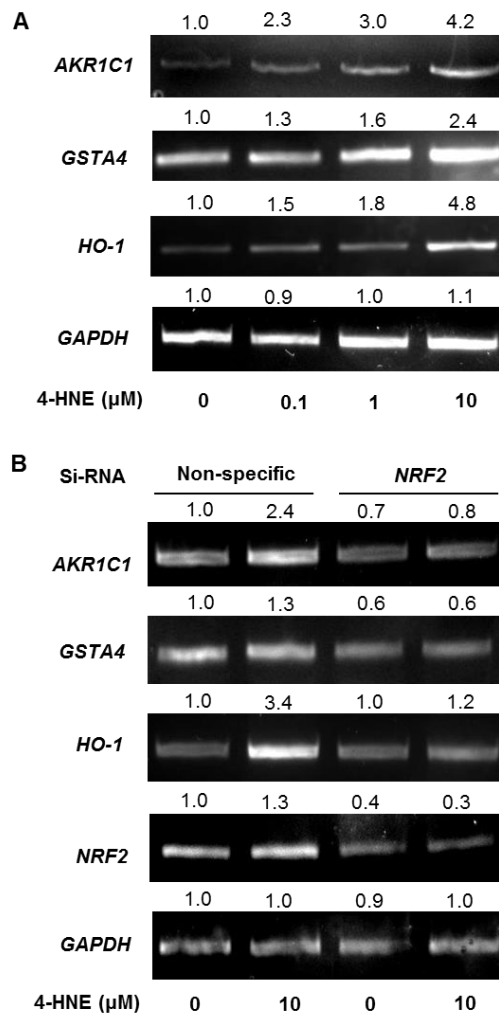 A
1.0 2.3 3.0 4.2
AKR1C1
1.0 1.3 1.6 2.4
GSTA4
1.0 1.5 1.8 4.8
HO-1
1.0 0.9 1.0 1.1
GAPDH
4-HNE (μM) 0 0.1 1 10
B
Si-RNA Non-specific NRF2
1.0 2.4 0.7 0.8
AKR1C1
1.0 1.3 0.6 0.6
GSTA4
1.0 3.4 1.0 1.2
HO-1
1.0 1.3 0.4 0.3
NRF2
1.0 1.0 0.9 1.0
GAPDH
4-HNE (μM) 0 10 0 10